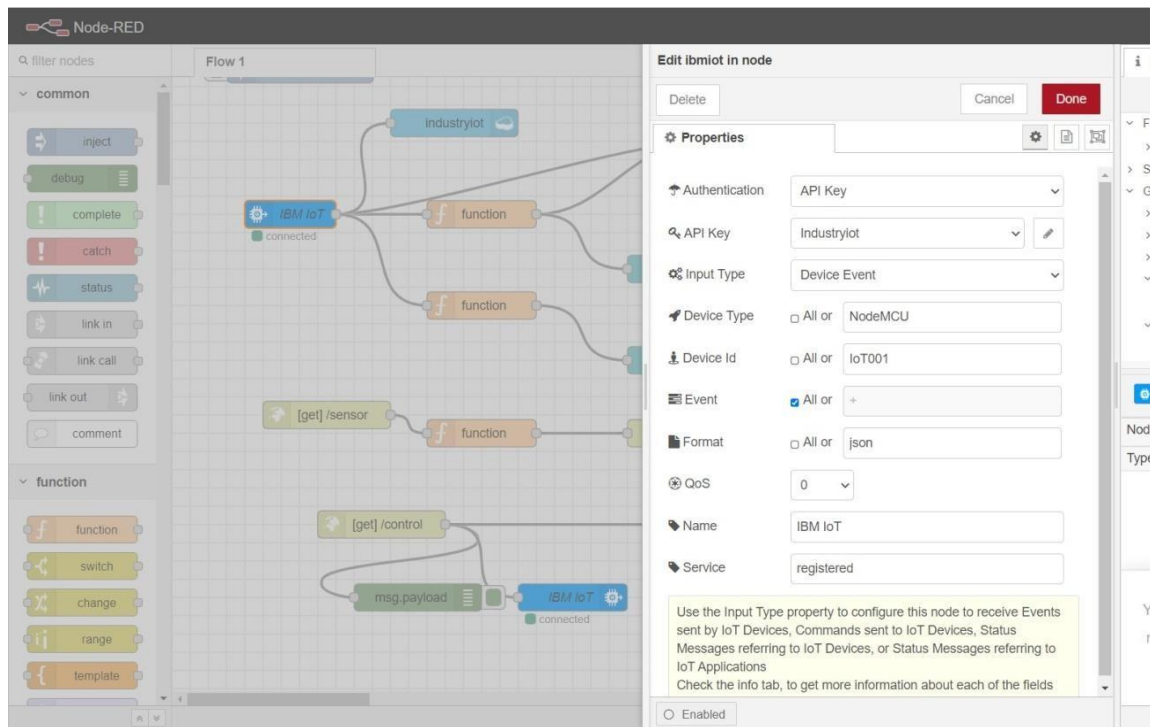 Node-RED
filter nodes
Flow 1
Edit ibmiot in node
i
common
Delete
Cancel
Done
industryiot
Properties
inject
debug
Authentication
API Key
complete
IBM IoT
function
API Key
Industryiot
connected
catch
status
Input Type
Device Event
function
Device Type
All or
NodeMCU
link in
link call
Device Id
All or
IoT001
link out
Event
All or
+
[get] /sensor
comment
function
Format
All or
json
function
QoS
0
[get] /control
Name
IBM IoT
function
switch
Service
registered
change
msg.payload
IBM IoT
connected
range
template
Use the Input Type property to configure this node to receive Events
sent by IoT Devices, Commands sent to IoT Devices, Status
Messages referring to IoT Devices, or Status Messages referring to
IoT Applications
Check the info tab, to get more information about each of the fields
Enabled